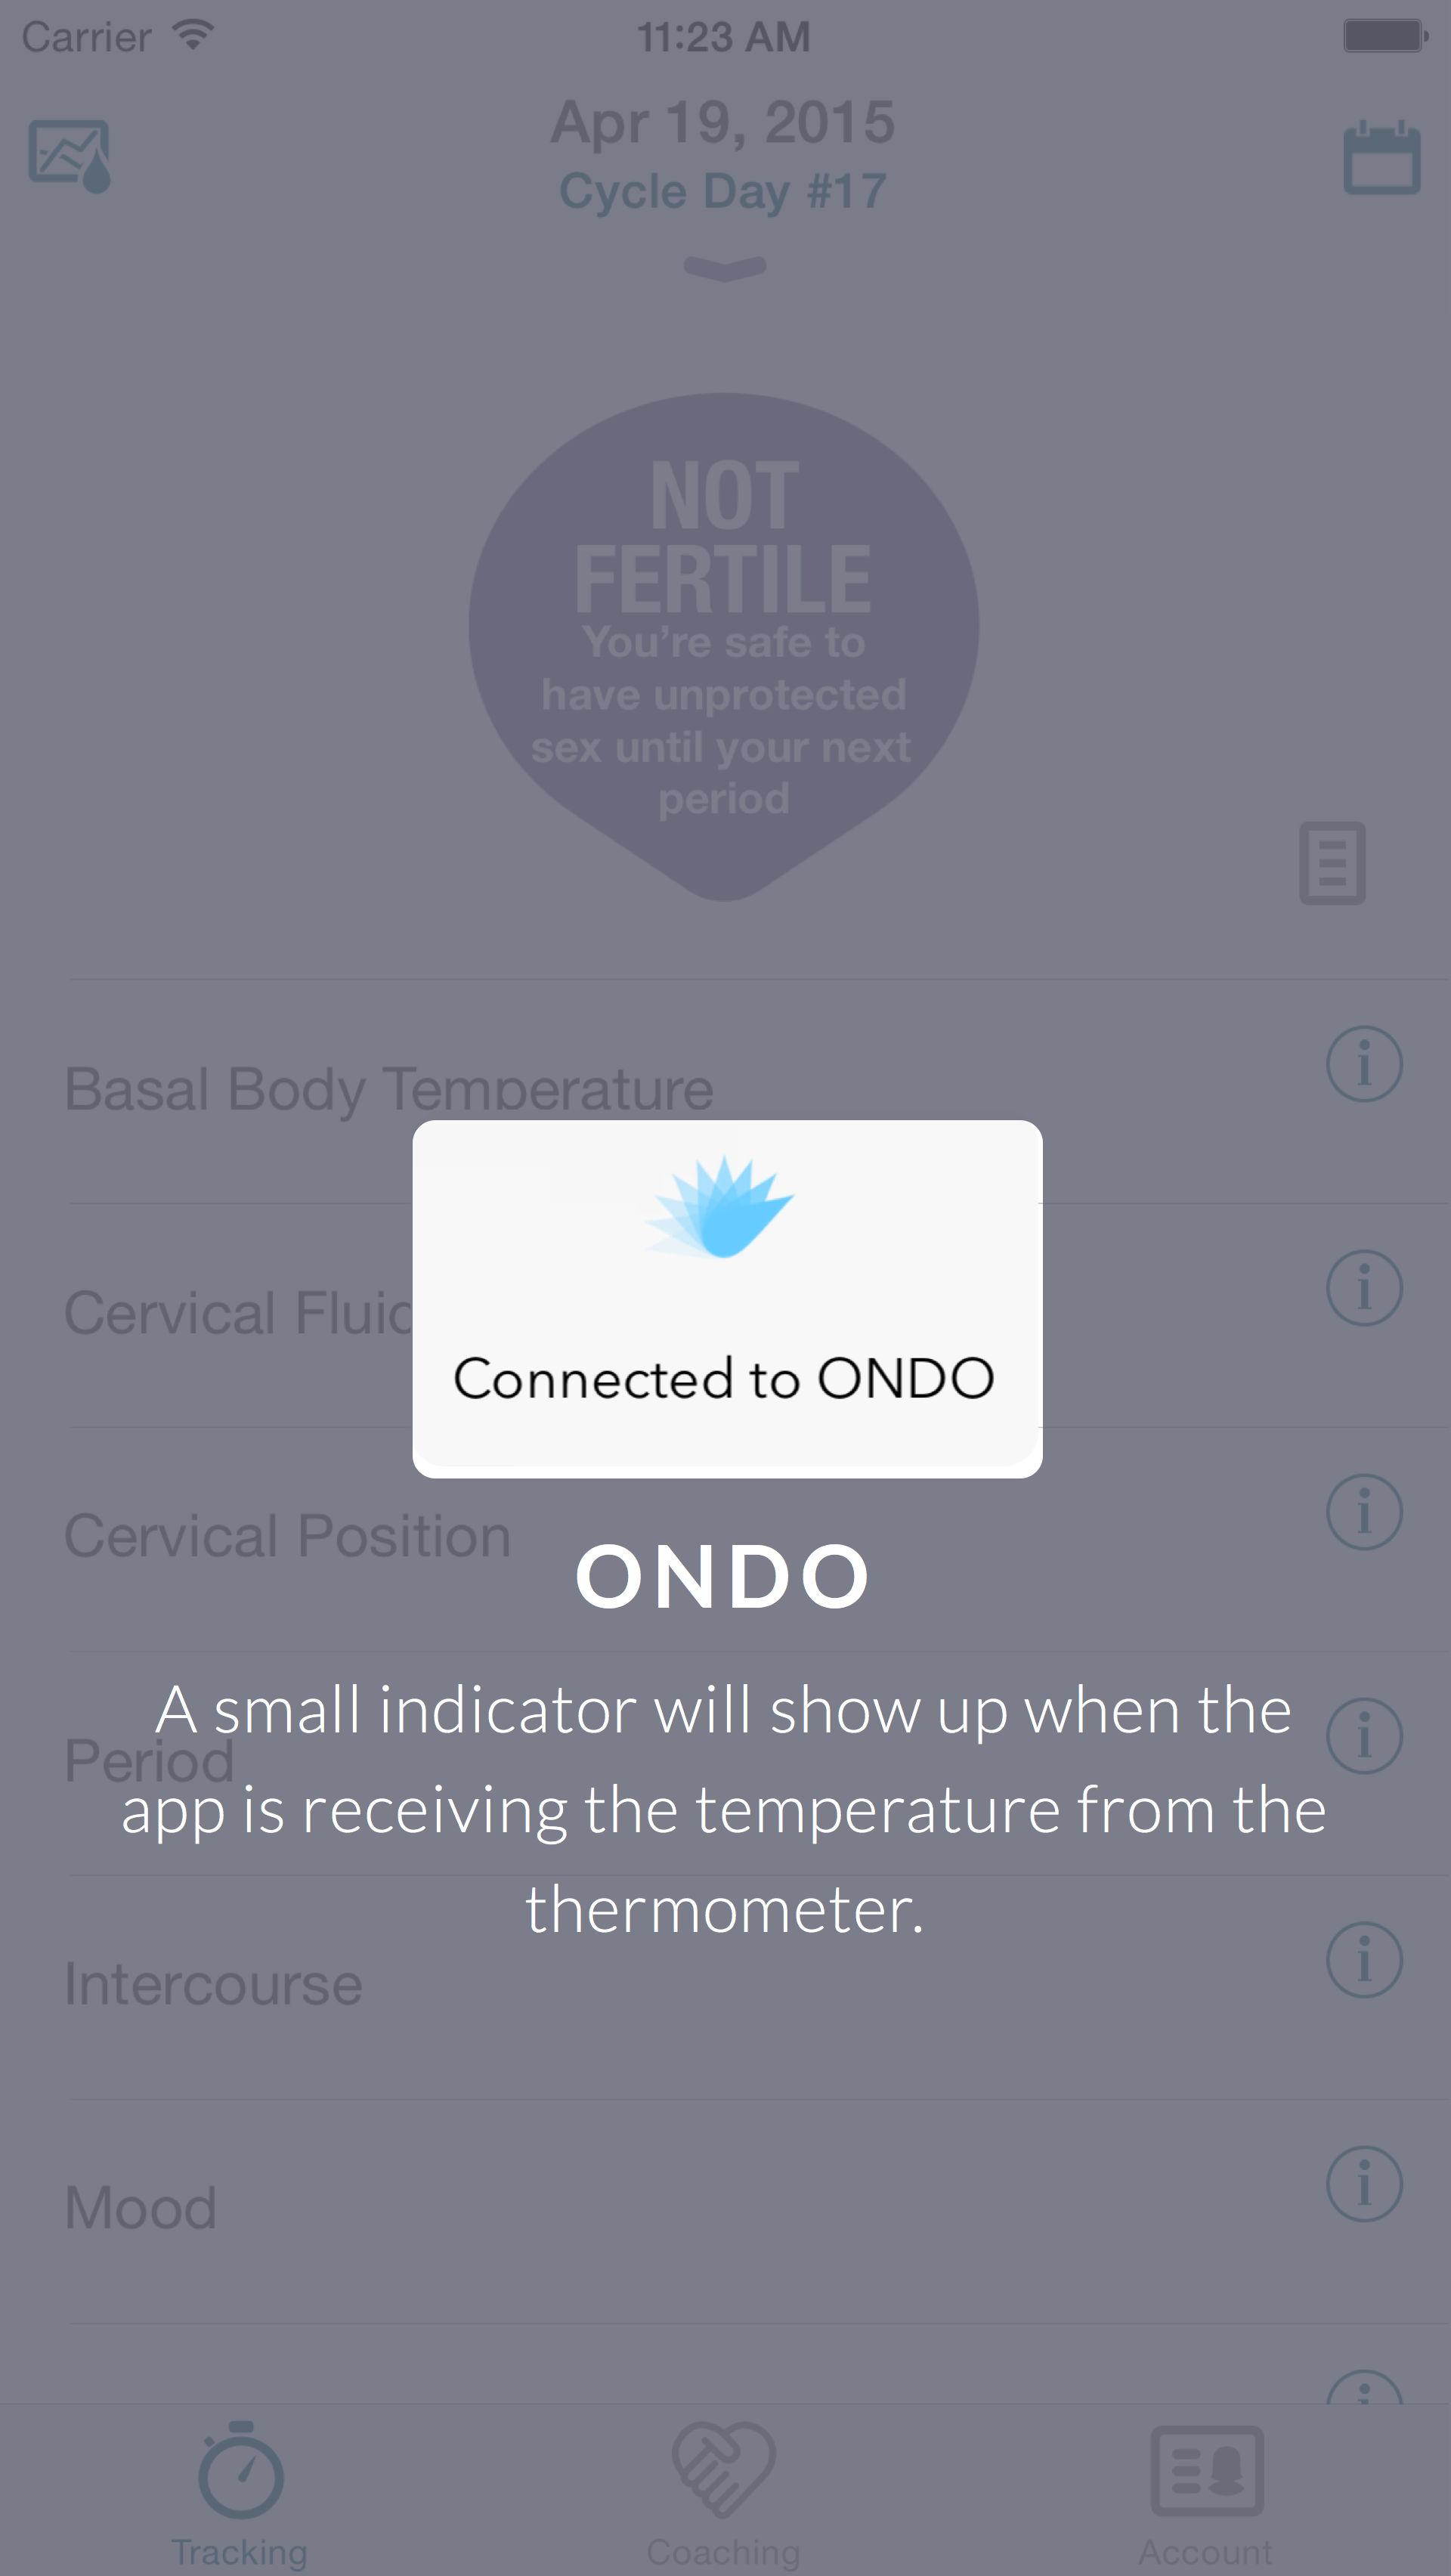 Carrier 11:23 AM
Apr 19, 2015
Cycle Day #17
NOT
FERTILE
You’re safe to
have unprotected
sex until your next
period
Basal Body Temperature
Cervical Fluid
Connected to ONDO
Cervical Position
ONDO
A small indicator will show up when the
Period
app is receiving the temperature from the
thermometer.
Intercourse
Mood
Tracking Coaching Account